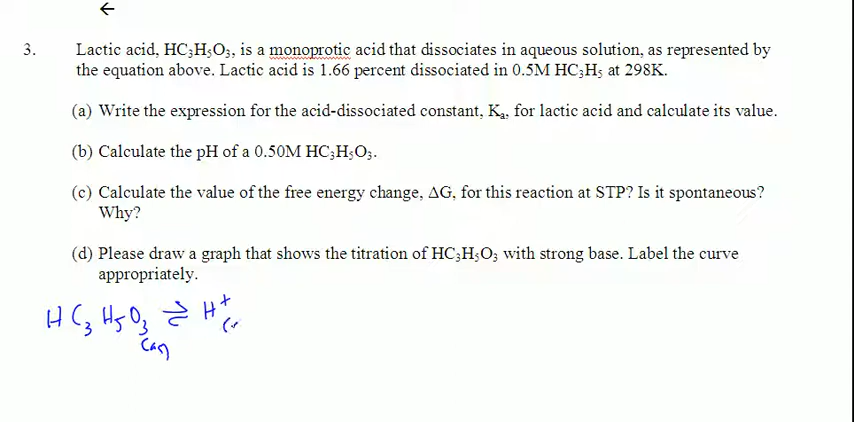 ←
3. Lactic acid, HC₃H₅O₃, is a monoprotic acid that dissociates in aqueous solution, as represented by
the equation above. Lactic acid is 1.66 percent dissociated in 0.5M HC₃H₅ at 298K.
(a) Write the expression for the acid-dissociated constant, Kₐ, for lactic acid and calculate its value.
(b) Calculate the pH of a 0.50M HC₃H₅O₃.
(c) Calculate the value of the free energy change, ΔG, for this reaction at STP? Is it spontaneous?
Why?
(d) Please draw a graph that shows the titration of HC₃H₅O₃ with strong base. Label the curve
appropriately.
HC₃H₅O₃ ⇌ H⁺
(aq)